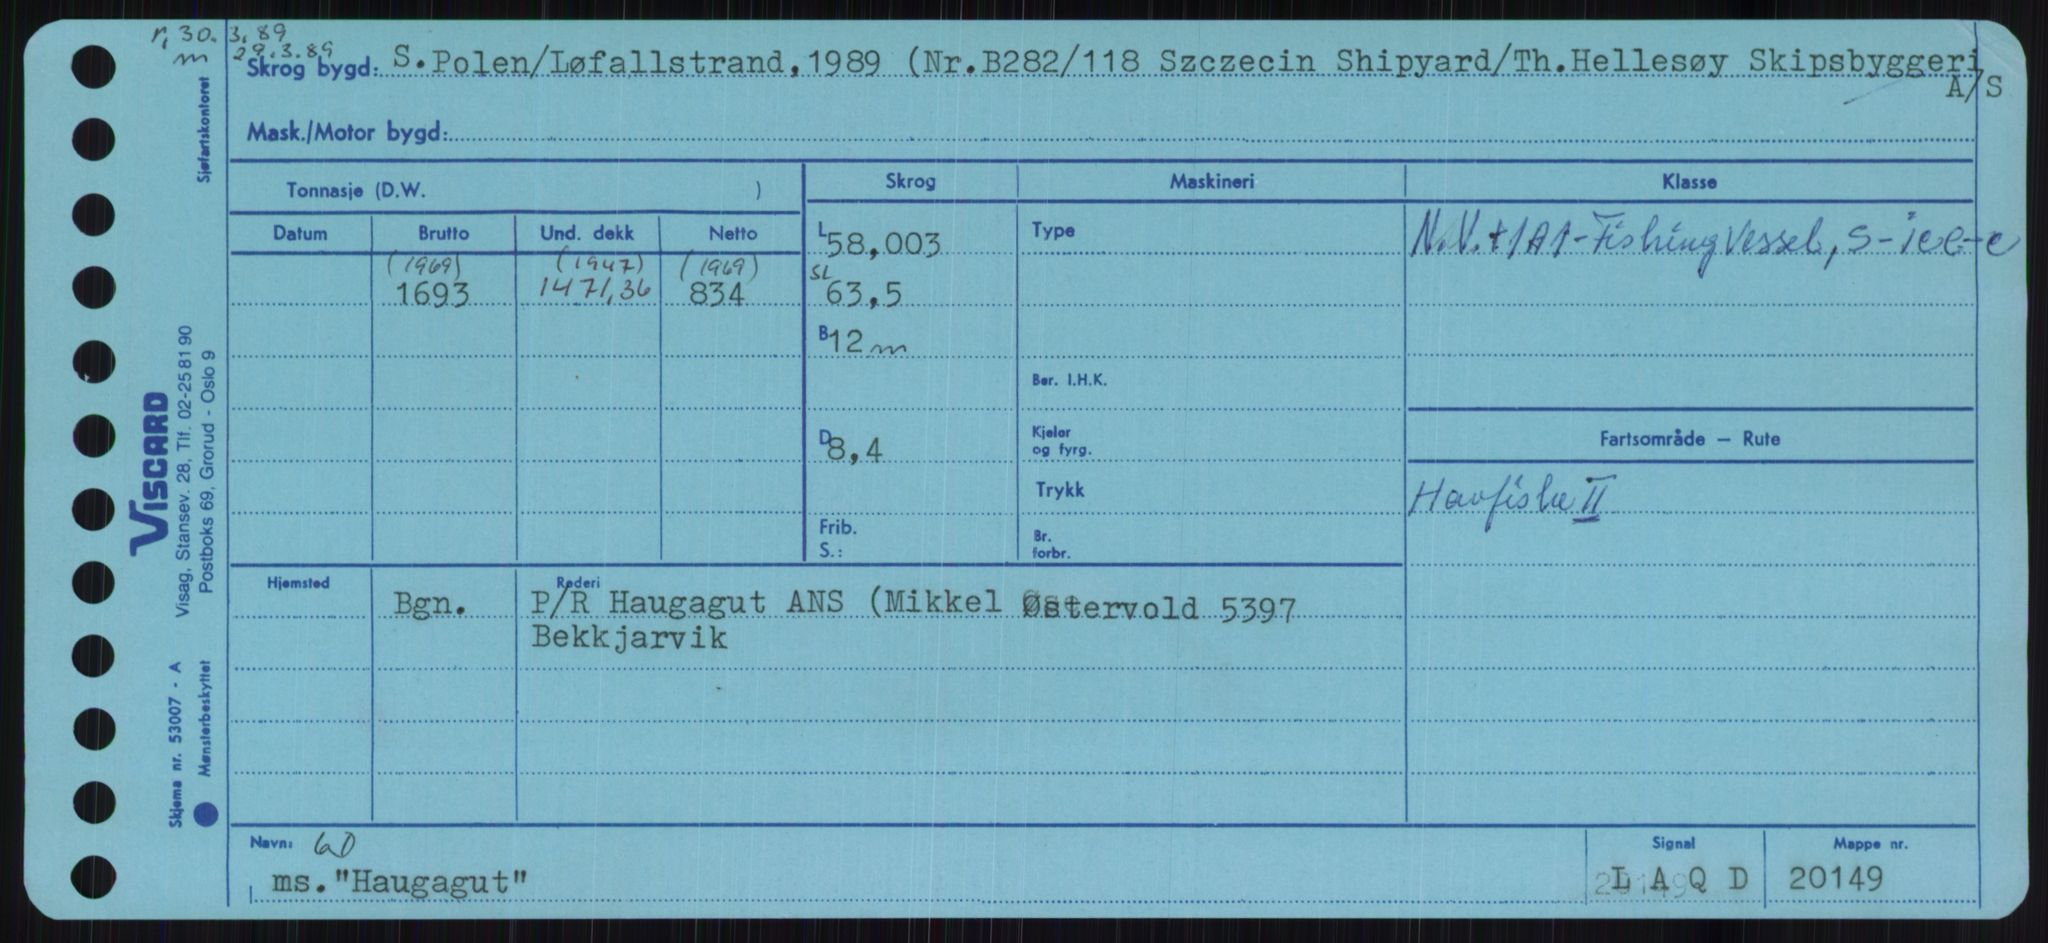 r, 30. 3. 89
m 29.3.89
Skrog bygd: S.Polen/Løfallstrand,1989 (Nr.B282/118 Szczecin Shipyard/Th.Hellesøy Skipsbyggeri
A/S
Mask./Motor bygd:
Sjøfartskontoret
Tonnasje (D.W. )
Skrog Maskineri Klasse
Datum Brutto Und. dekk Netto
L 58,003 Type N.V.+1A1-Fishing Vessel, S-ice-c
(1969) (1947) (1969)
1693 1471,36 834
SL 63,5
B 12 m
Ber. I.H.K.
D 8,4
Kjeler
og fyrg.
Fartsområde – Rute
Trykk
Havfiske II
Frib.
S.:
Br.
forbr.
Hjemsted Rederi
Bgn. P/R Haugagut ANS (Mikkel Østervold 5397
Bekkjarvik
VISCARD
Visag, Stansev. 28, Tlf. 02-25 81 90
Postboks 69, Grorud - Oslo 9
Skjema nr. 53007 - A
Mønsterbeskyttet
Navn:
ms."Haugagut"
Signal
L A Q D
Mappe nr.
20149